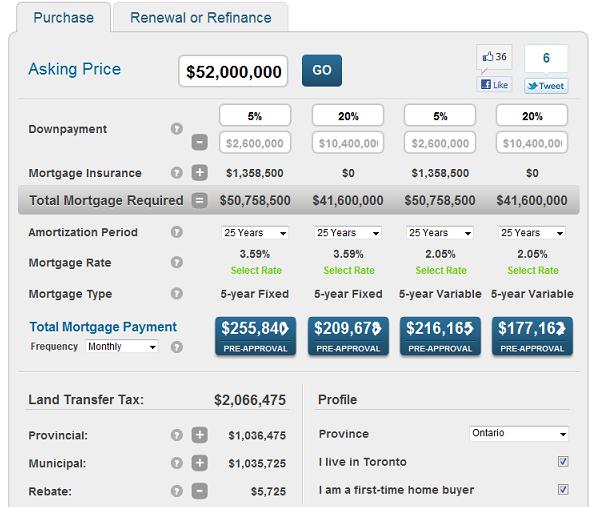 Purchase
Renewal or Refinance
Asking Price $52,000,000 GO
36 6
Like Tweet
5% 20% 5% 20%
Downpayment ?
- $2,600,000 $10,400,000 $2,600,000 $10,400,000
Mortgage Insurance ? + $1,358,500 $0 $1,358,500 $0
Total Mortgage Required = $50,758,500 $41,600,000 $50,758,500 $41,600,000
Amortization Period ? 25 Years 25 Years 25 Years 25 Years
Mortgage Rate ? 3.59% 3.59% 2.05% 2.05%
Select Rate Select Rate Select Rate Select Rate
Mortgage Type ? 5-year Fixed 5-year Fixed 5-year Variable 5-year Variable
Total Mortgage Payment $255,840 $209,678 $216,165 $177,162
Frequency Monthly ? PRE-APPROVAL PRE-APPROVAL PRE-APPROVAL PRE-APPROVAL
Land Transfer Tax: $2,066,475
Provincial: ? + $1,036,475
Municipal: ? + $1,035,725
Rebate: ? - $5,725
Profile
Province Ontario
I live in Toronto
I am a first-time home buyer